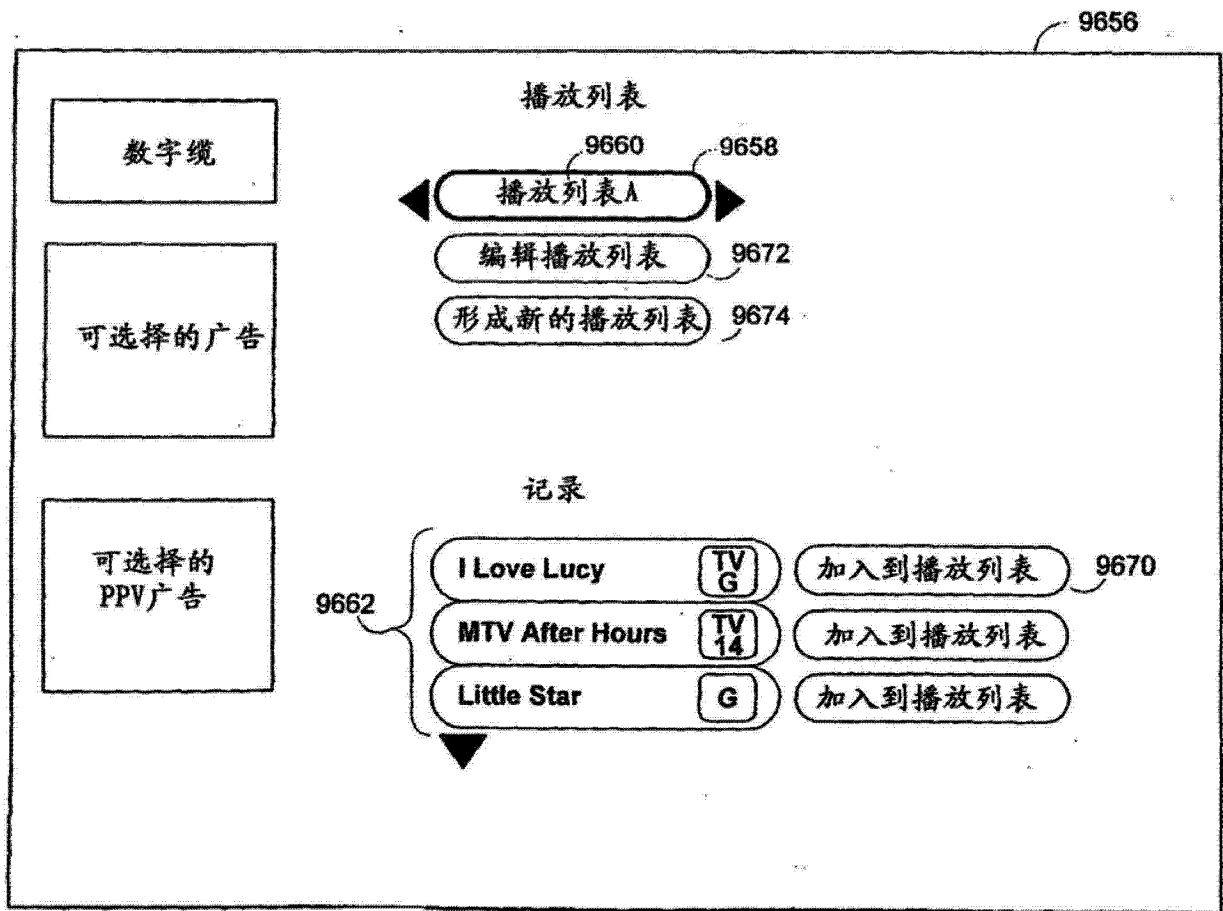 9656
数字缆
播放列表
9660
9658
播放列表A
编辑播放列表
9672
形成新的播放列表
9674
可选择的广告
记录
可选择的
PPV广告
9662
I Love Lucy
TV
G
加入到播放列表
9670
MTV After Hours
TV
14
加入到播放列表
Little Star
G
加入到播放列表